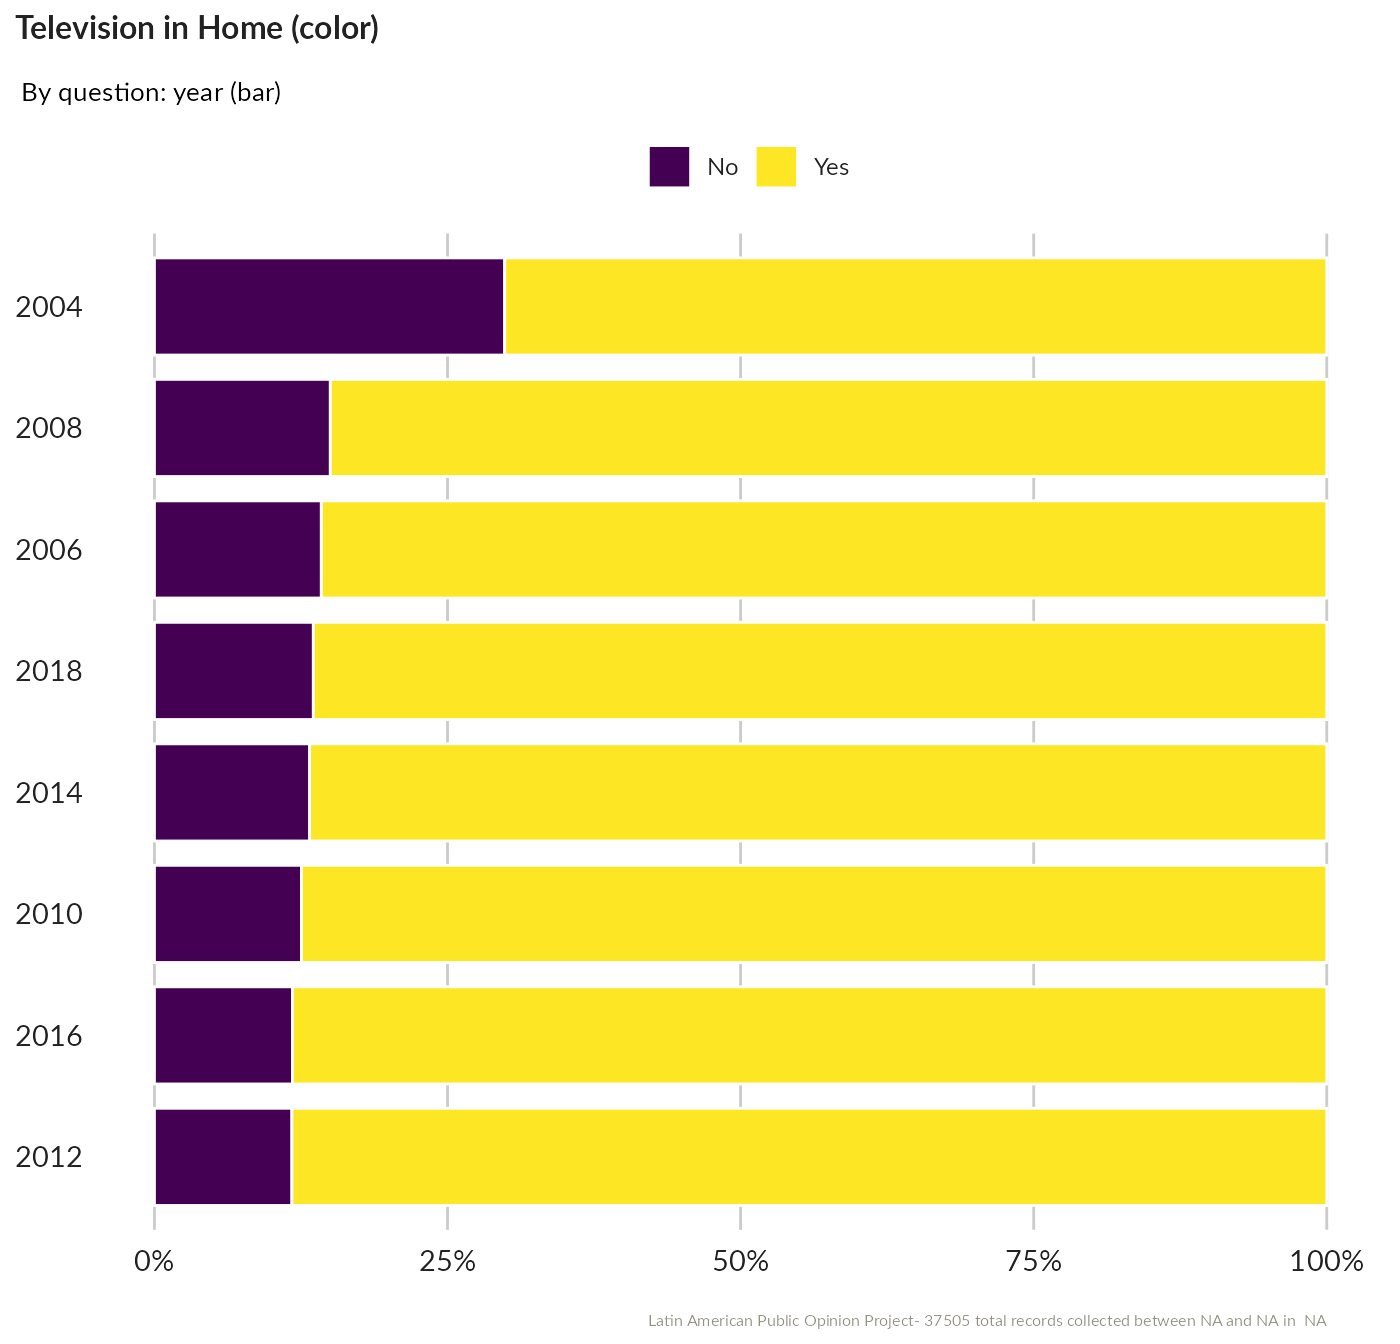 Television in Home (color)
By question: year (bar)
No Yes
2004
2008
2006
2018
2014
2010
2016
2012
0% 25% 50% 75% 100%
Latin American Public Opinion Project- 37505 total records collected between NA and NA in  NA